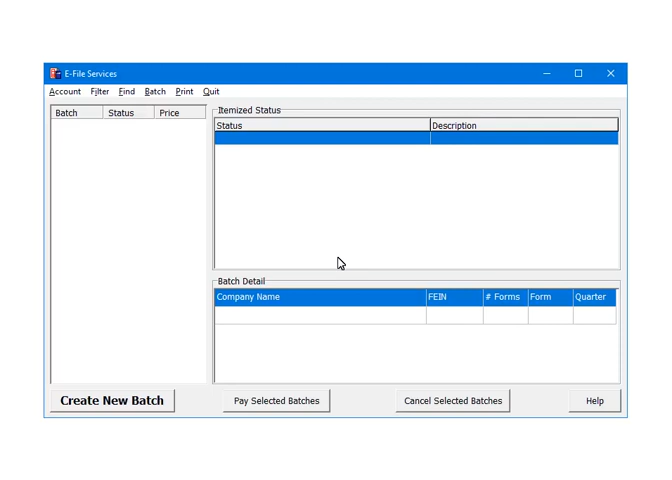 E-File Services
Account Filter Find Batch Print Quit
Batch Status Price
Itemized Status
Status Description
Batch Detail
Company Name FEIN # Forms Form Quarter
Create New Batch Pay Selected Batches Cancel Selected Batches Help